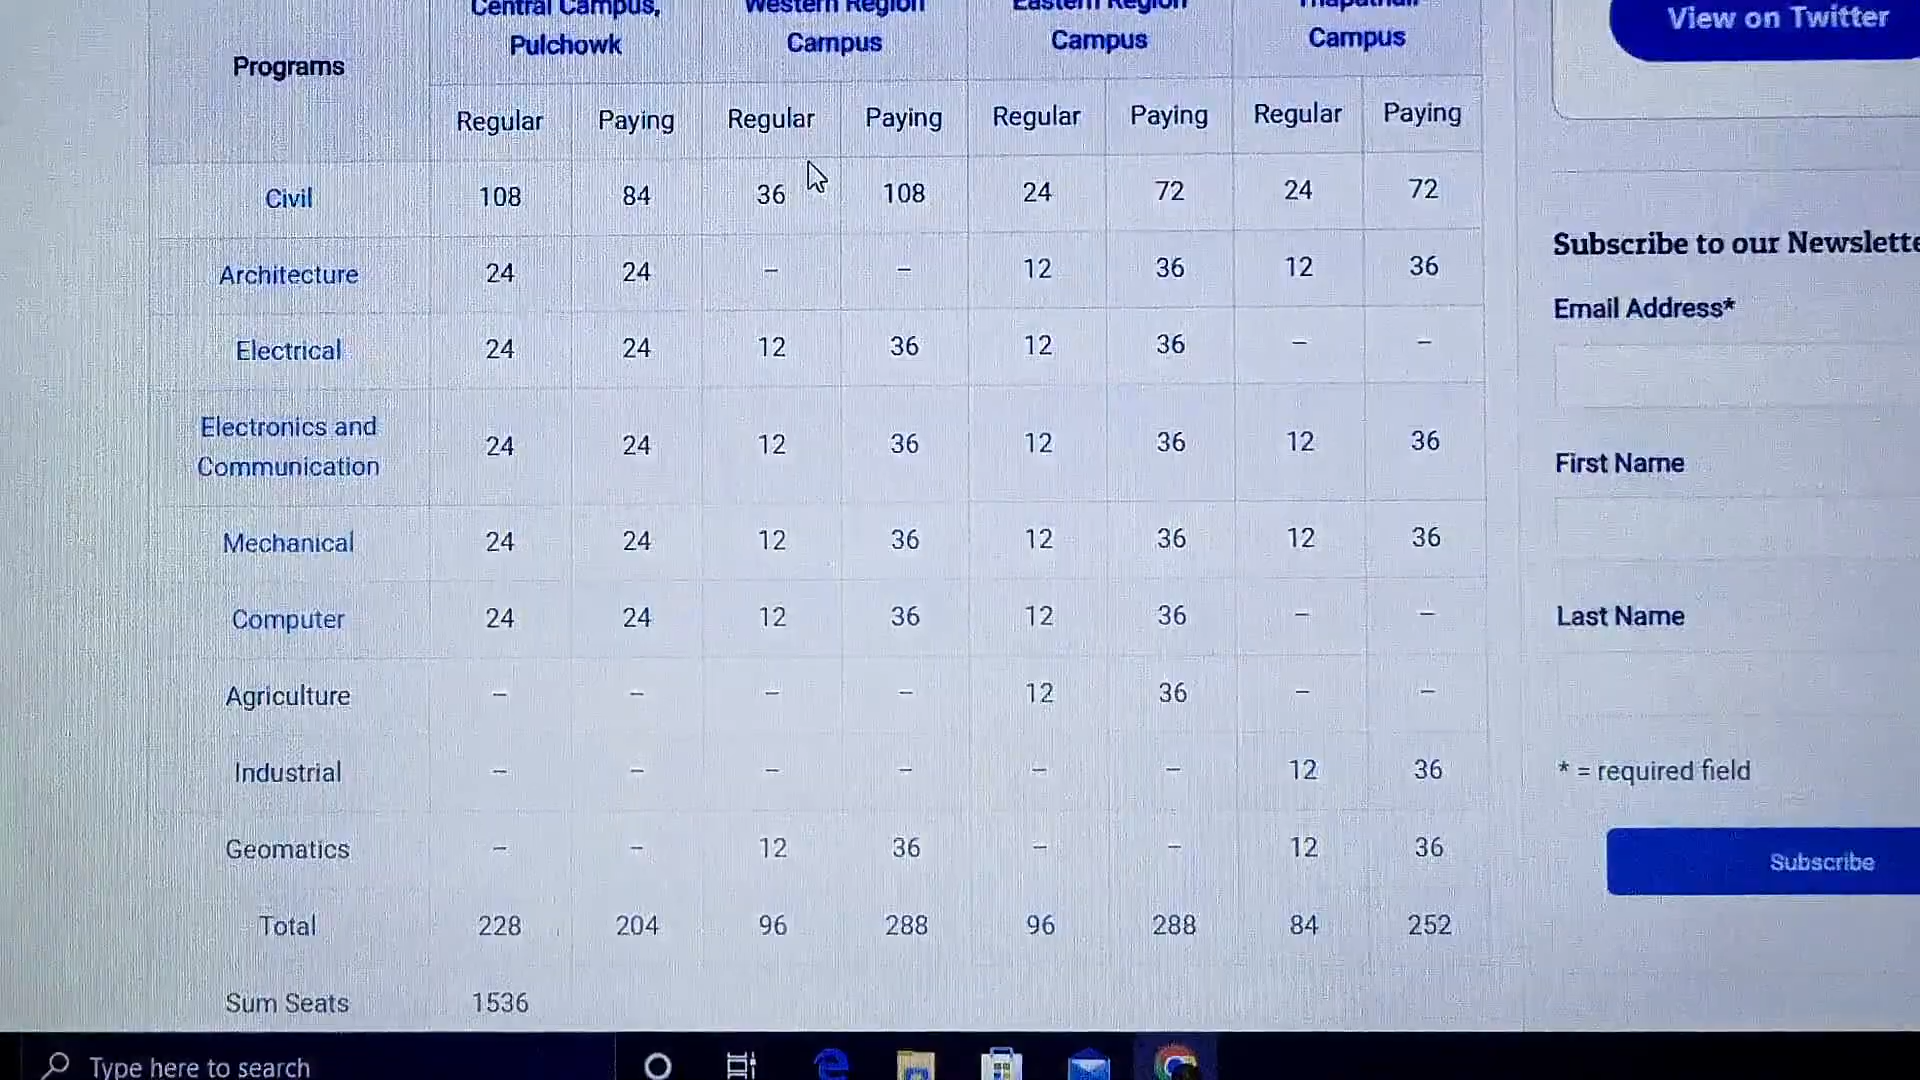 Central Campus, Western Region Eastern Region Thapathali
Pulchowk Campus Campus Campus
Programs
Regular Paying Regular Paying Regular Paying Regular Paying
Civil 108 84 36 108 24 72 24 72
Architecture 24 24 – – 12 36 12 36
Electrical 24 24 12 36 12 36 – –
Electronics and
Communication 24 24 12 36 12 36 12 36
Mechanical 24 24 12 36 12 36 12 36
Computer 24 24 12 36 12 36 – –
Agriculture – – – – 12 36 – –
Industrial – – – – – – 12 36
Geomatics – – 12 36 – – 12 36
Total 228 204 96 288 96 288 84 252
Sum Seats 1536
View on Twitter
Subscribe to our Newslette
Email Address*
First Name
Last Name
* = required field
Subscribe
Type here to search